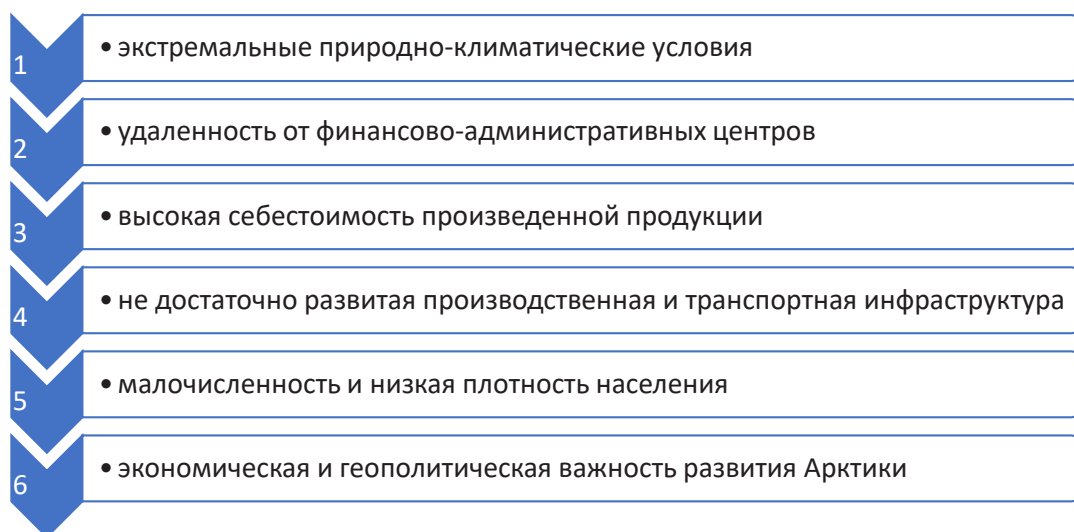 1 • экстремальные природно-климатические условия
2 • удаленность от финансово-административных центров
3 • высокая себестоимость произведенной продукции
4 • не достаточно развитая производственная и транспортная инфраструктура
5 • малочисленность и низкая плотность населения
6 • экономическая и геополитическая важность развития Арктики